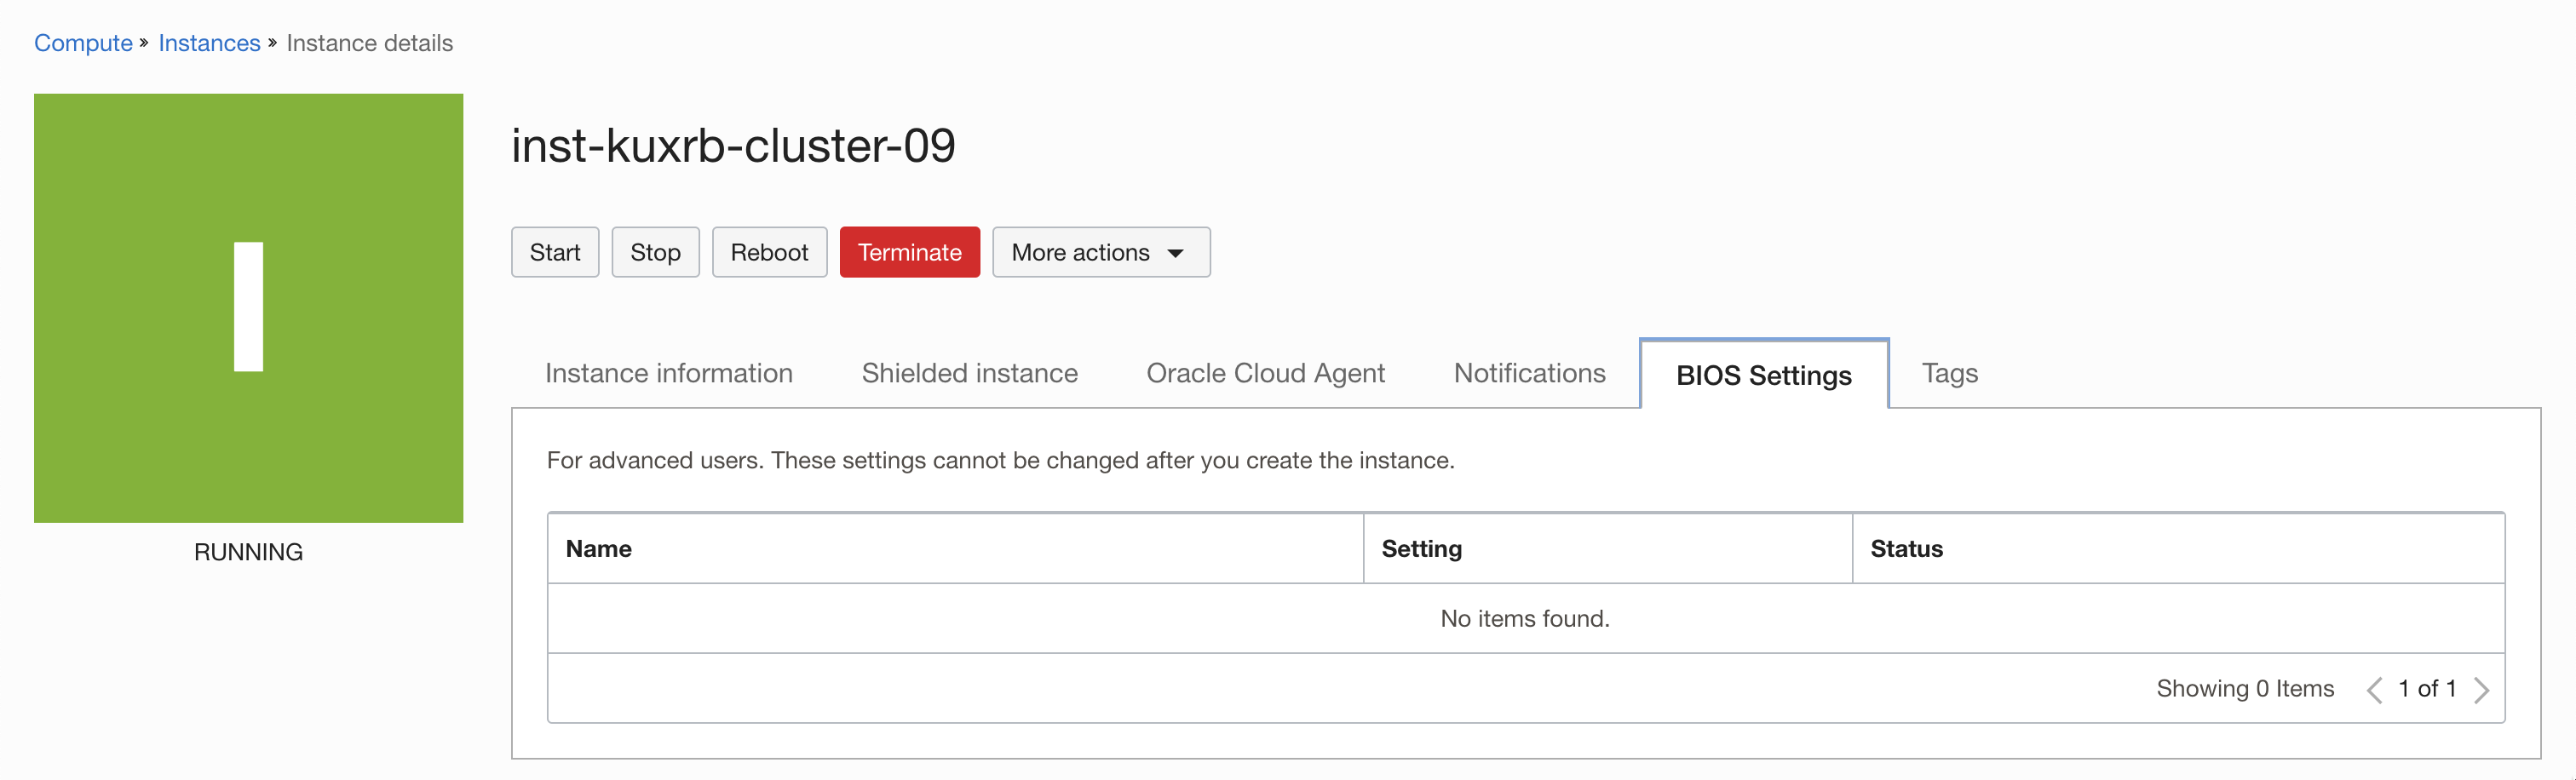 Compute » Instances » Instance details
I
RUNNING
inst-kuxrb-cluster-09
Start Stop Reboot Terminate More actions
Instance information Shielded instance Oracle Cloud Agent Notifications BIOS Settings Tags
For advanced users. These settings cannot be changed after you create the instance.
Name Setting Status
No items found.
Showing 0 Items 1 of 1